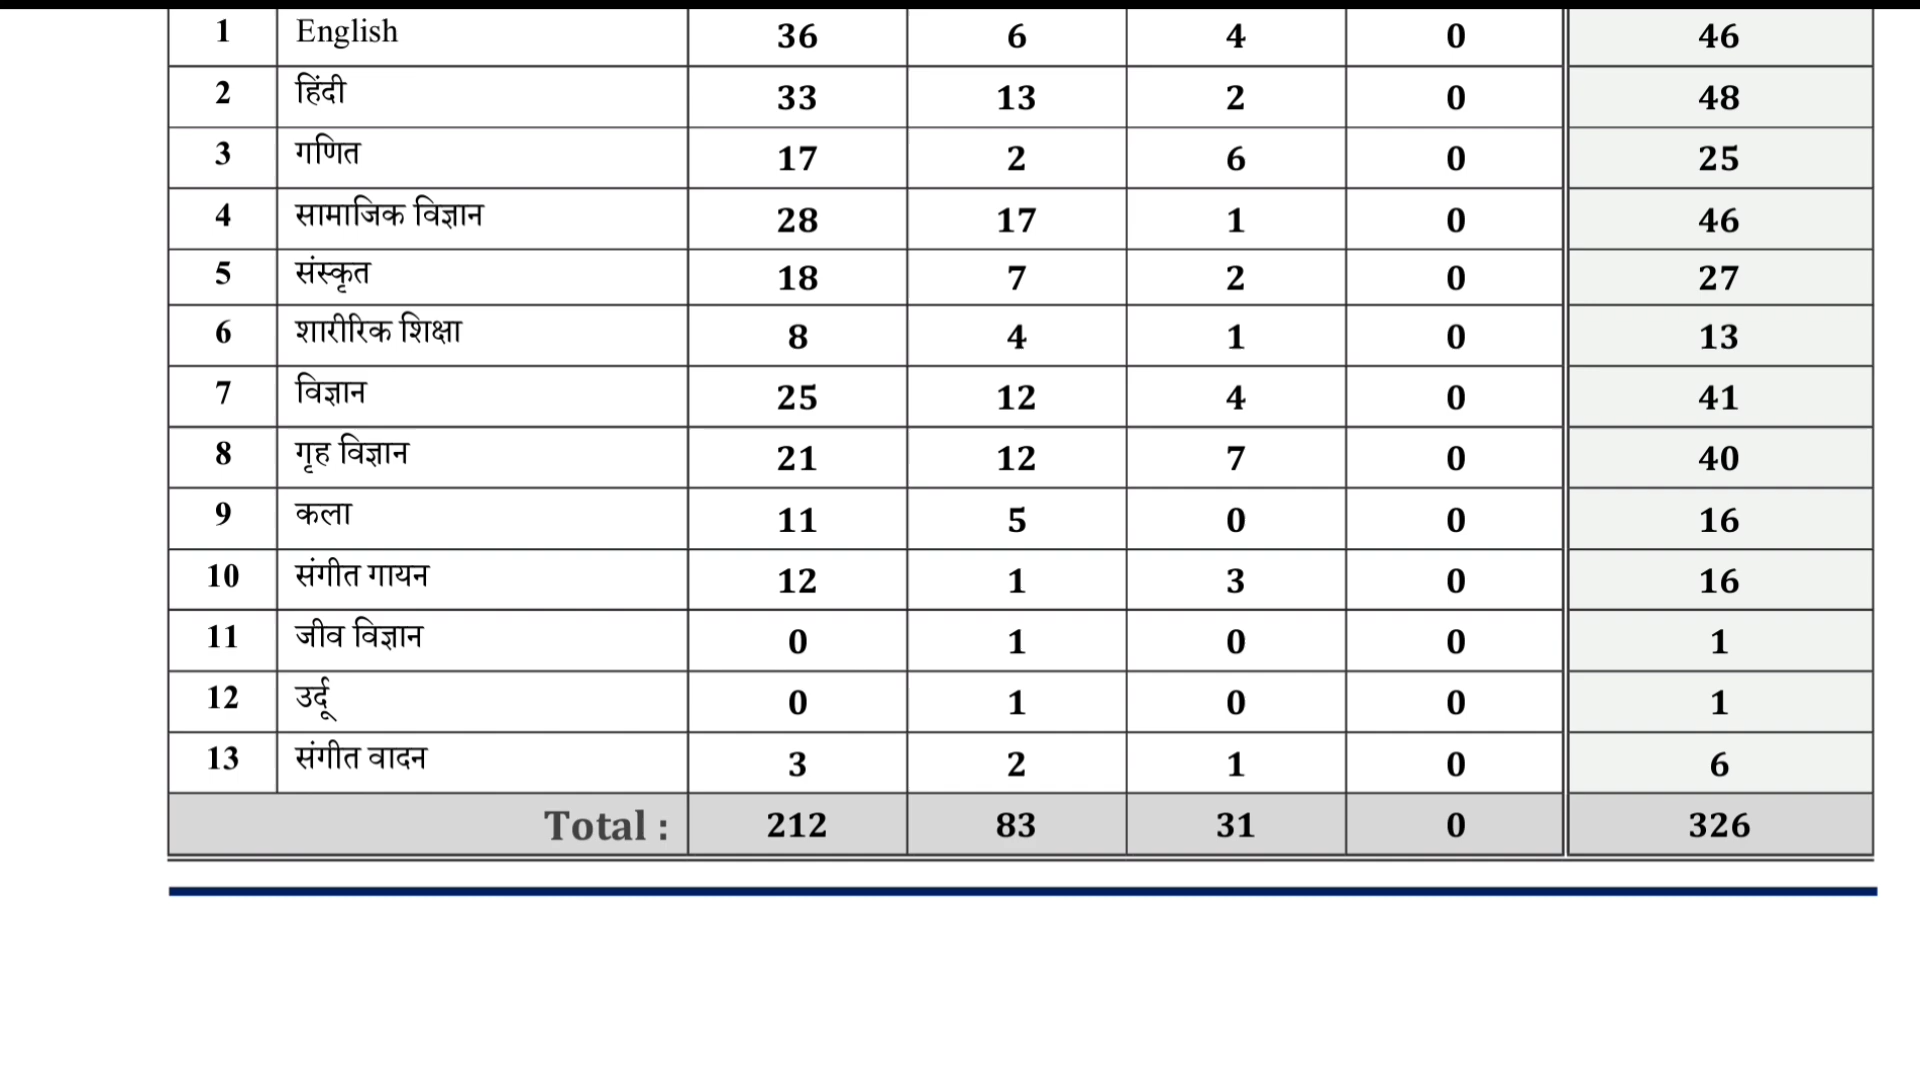 1 English 36 6 4 0 46
2 हिंदी 33 13 2 0 48
3 गणित 17 2 6 0 25
4 सामाजिक विज्ञान 28 17 1 0 46
5 संस्कृत 18 7 2 0 27
6 शारीरिक शिक्षा 8 4 1 0 13
7 विज्ञान 25 12 4 0 41
8 गृह विज्ञान 21 12 7 0 40
9 कला 11 5 0 0 16
10 संगीत गायन 12 1 3 0 16
11 जीव विज्ञान 0 1 0 0 1
12 उर्दू 0 1 0 0 1
13 संगीत वादन 3 2 1 0 6
Total : 212 83 31 0 326